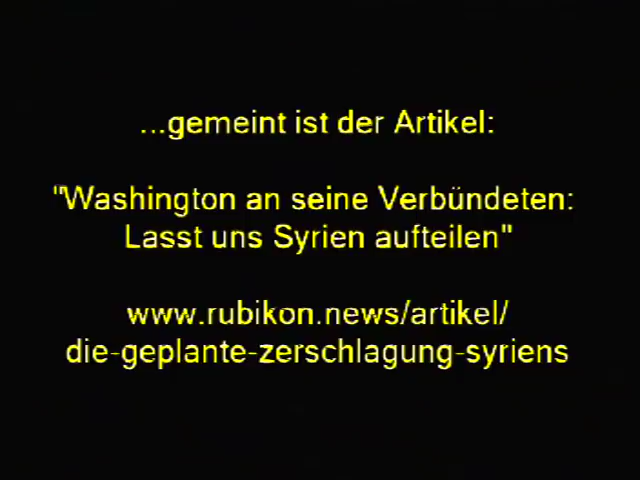 ...gemeint ist der Artikel:
"Washington an seine Verbündeten:
Lasst uns Syrien aufteilen"
www.rubikon.news/artikel/
die-geplante-zerschlagung-syriens